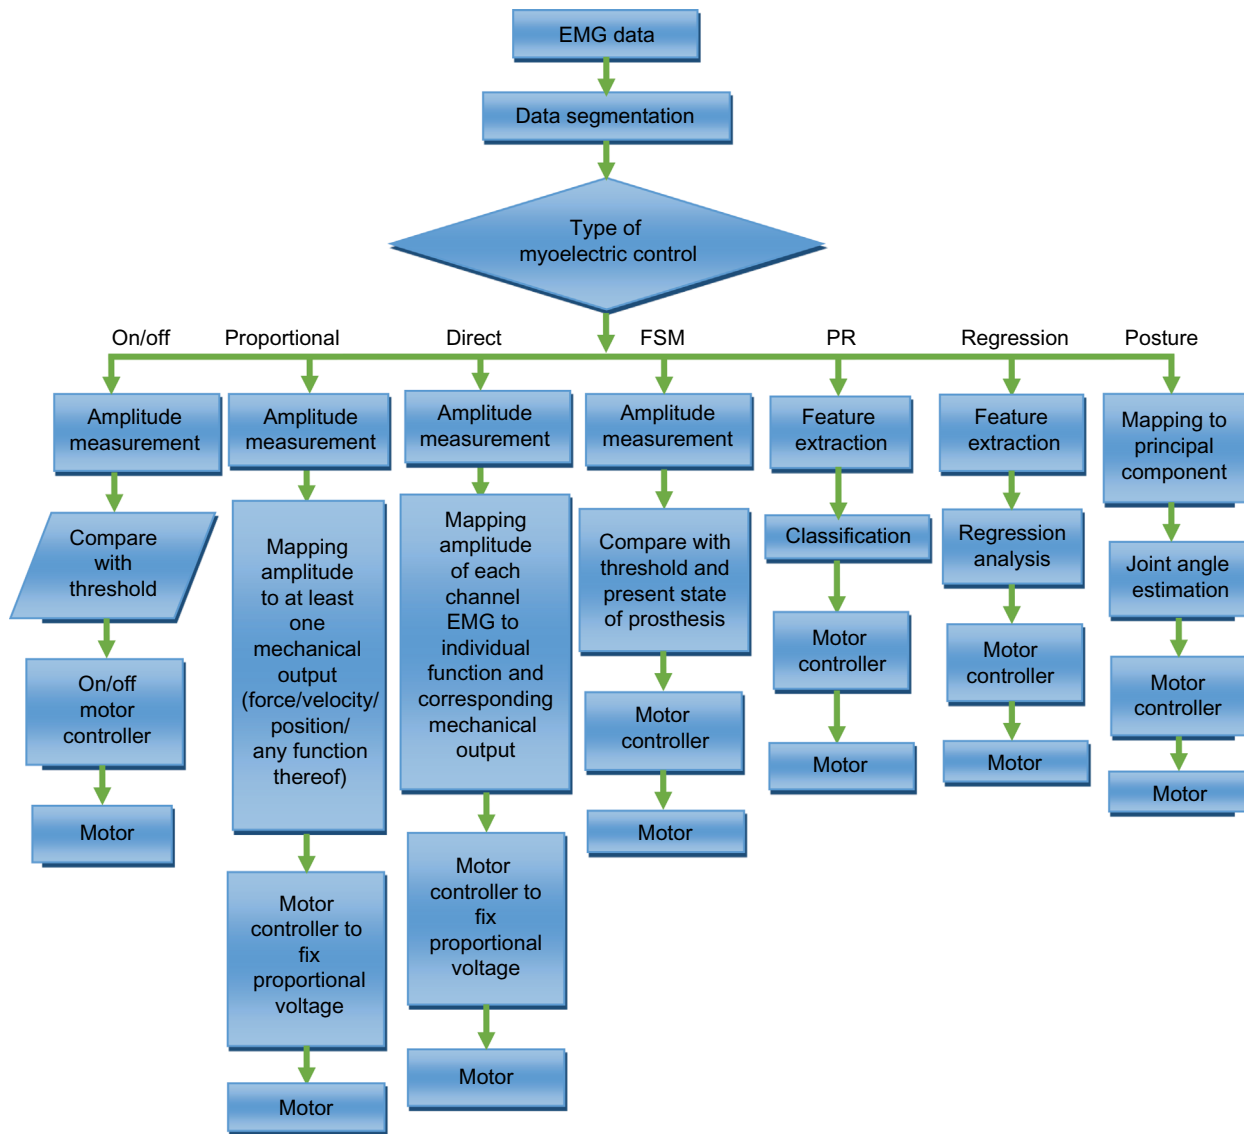 EMG data
Data segmentation
Type of
myoelectric control
On/off
Proportional
Direct
FSM
PR
Regression
Posture
Amplitude
measurement
Compare
with
threshold
On/off
motor
controller
Motor
Amplitude
measurement
Mapping
amplitude
to at least
one
mechanical
output
(force/velocity/
position/
any function
thereof)
Motor
controller to
fix
proportional
voltage
Motor
Amplitude
measurement
Mapping
amplitude
of each
channel
EMG to
individual
function and
corresponding
mechanical
output
Motor
controller to
fix
proportional
voltage
Motor
Amplitude
measurement
Compare with
threshold and
present state
of prosthesis
Motor
controller
Motor
Feature
extraction
Classification
Motor
controller
Motor
Feature
extraction
Regression
analysis
Motor
controller
Motor
Mapping to
principal
component
Joint angle
estimation
Motor
controller
Motor